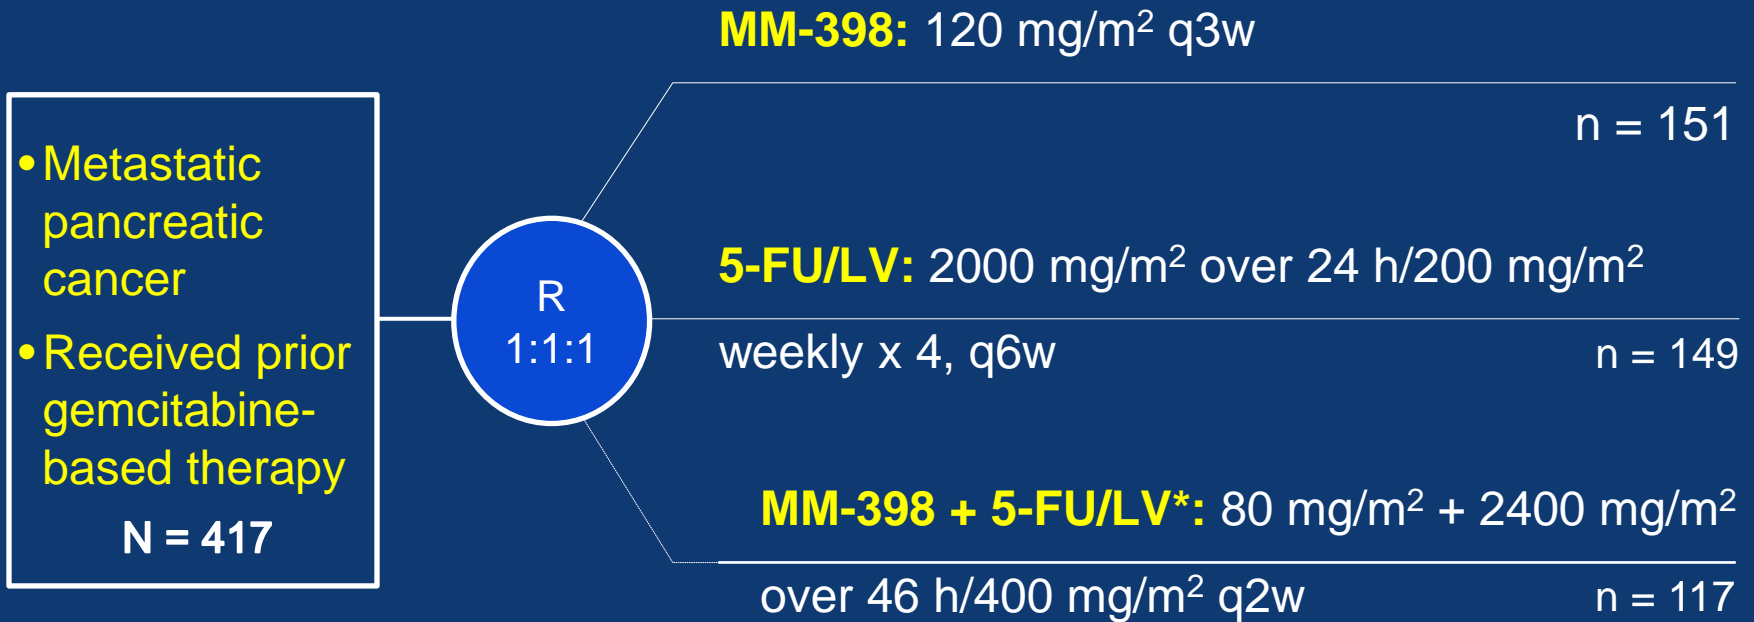 MM-398: 120 mg/m² q3w
n = 151
• Metastatic
pancreatic
cancer
• Received prior
gemcitabine-
based therapy
N = 417
R
1:1:1
5-FU/LV: 2000 mg/m² over 24 h/200 mg/m²
weekly x 4, q6w
n = 149
MM-398 + 5-FU/LV*: 80 mg/m² + 2400 mg/m²
over 46 h/400 mg/m² q2w
n = 117